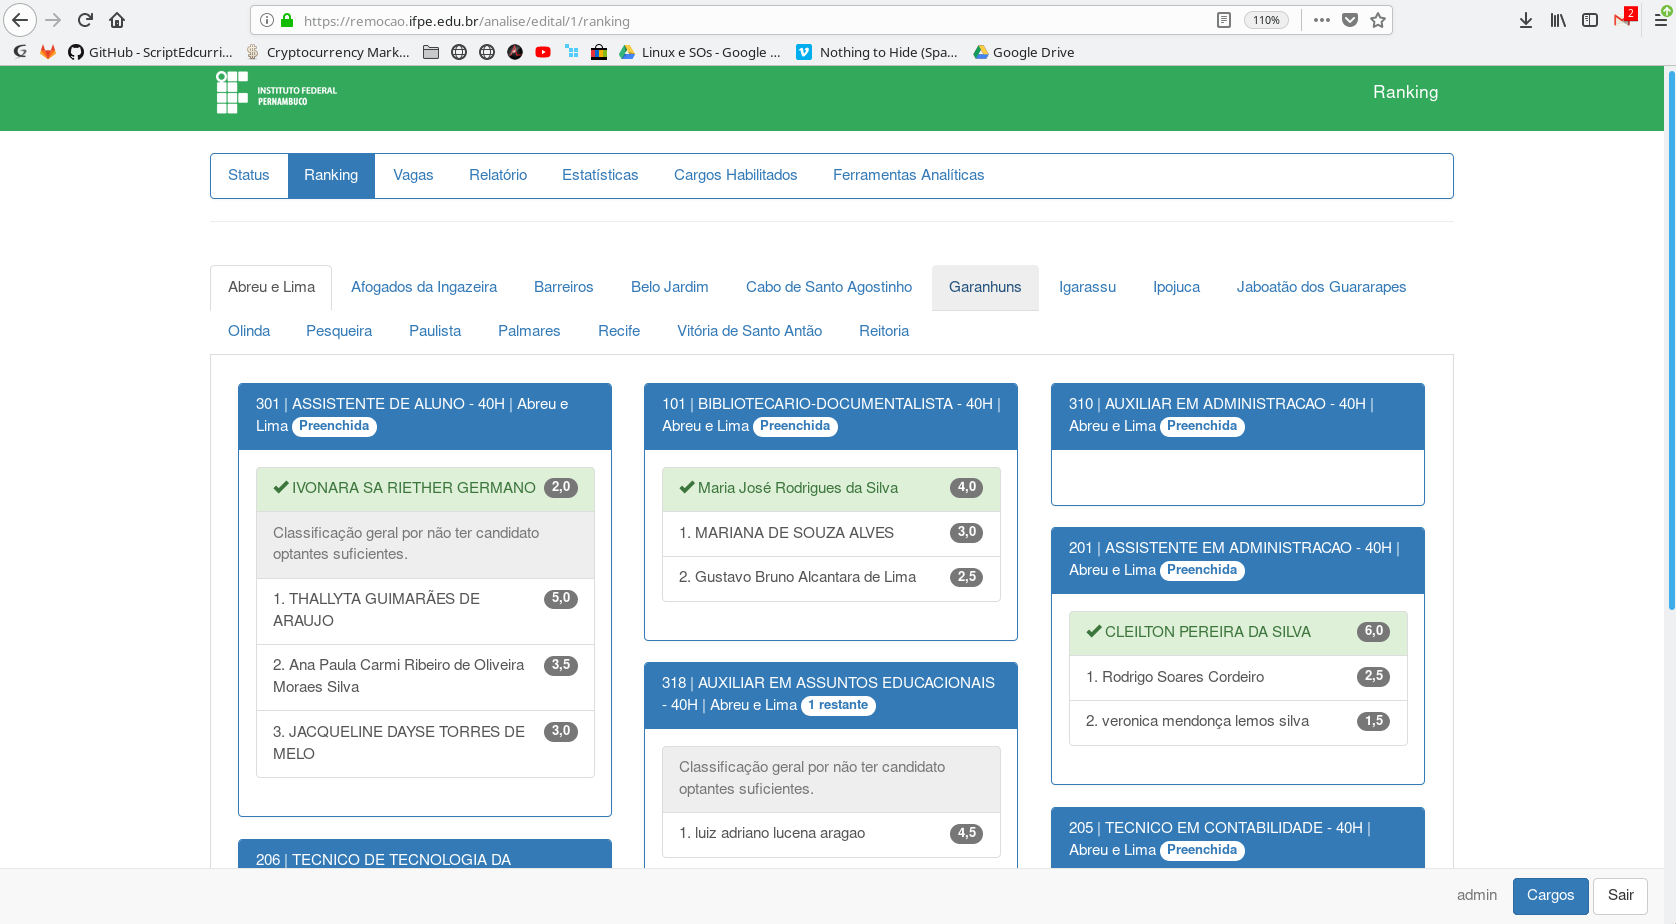 https://remocao.ifpe.edu.br/analise/edital/1/ranking
110%
2
GitHub - ScriptEdcurri...
Cryptocurrency Mark...
Linux e SOs - Google ...
Nothing to Hide (Spa...
Google Drive
INSTITUTO FEDERAL
PERNAMBUCO
Ranking
Status Ranking Vagas Relatório Estatísticas Cargos Habilitados Ferramentas Analíticas
Abreu e Lima Afogados da Ingazeira Barreiros Belo Jardim Cabo de Santo Agostinho Garanhuns Igarassu Ipojuca Jaboatão dos Guararapes
Olinda Pesqueira Paulista Palmares Recife Vitória de Santo Antão Reitoria
301 | ASSISTENTE DE ALUNO - 40H | Abreu e
Lima Preenchida
IVONARA SA RIETHER GERMANO 2,0
Classificação geral por não ter candidato
optantes suficientes.
1. THALLYTA GUIMARÃES DE 5,0
ARAUJO
2. Ana Paula Carmi Ribeiro de Oliveira 3,5
Moraes Silva
3. JACQUELINE DAYSE TORRES DE 3,0
MELO
206 | TECNICO DE TECNOLOGIA DA
101 | BIBLIOTECARIO-DOCUMENTALISTA - 40H |
Abreu e Lima Preenchida
Maria José Rodrigues da Silva 4,0
1. MARIANA DE SOUZA ALVES 3,0
2. Gustavo Bruno Alcantara de Lima 2,5
318 | AUXILIAR EM ASSUNTOS EDUCACIONAIS
- 40H | Abreu e Lima 1 restante
Classificação geral por não ter candidato
optantes suficientes.
1. luiz adriano lucena aragao 4,5
310 | AUXILIAR EM ADMINISTRACAO - 40H |
Abreu e Lima Preenchida
201 | ASSISTENTE EM ADMINISTRACAO - 40H |
Abreu e Lima Preenchida
CLEILTON PEREIRA DA SILVA 6,0
1. Rodrigo Soares Cordeiro 2,5
2. veronica mendonça lemos silva 1,5
205 | TECNICO EM CONTABILIDADE - 40H |
Abreu e Lima Preenchida
admin Cargos Sair